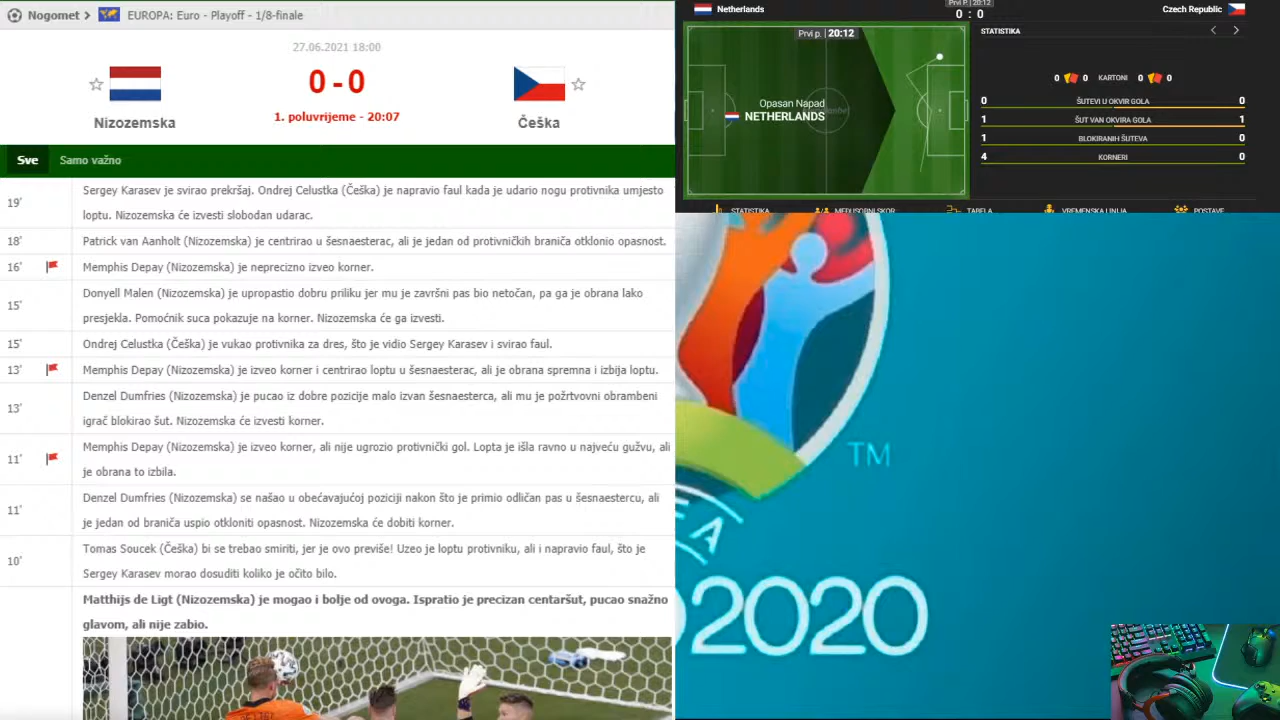 Nogomet > EUROPA: Euro - Playoff - 1/8-finale
27.06.2021 18:00
0 - 0
1. poluvrijeme - 20:07
Nizozemska
Češka
Sve Samo važno
19' Sergey Karasev je svirao prekršaj. Ondrej Celustka (Češka) je napravio faul kada je udario nogu protivnika umjesto
loptu. Nizozemska će izvesti slobodan udarac.
18' Patrick van Aanholt (Nizozemska) je centrirao u šesnaesterac, ali je jedan od protivničkih braniča otklonio opasnost.
16' Memphis Depay (Nizozemska) je neprecizno izveo korner.
15' Donyell Malen (Nizozemska) je upropastio dobru priliku jer mu je završni pas bio netočan, pa ga je obrana lako
presjekla. Pomoćnik suca pokazuje na korner. Nizozemska će ga izvesti.
15' Ondrej Celustka (Češka) je vukao protivnika za dres, što je vidio Sergey Karasev i svirao faul.
13' Memphis Depay (Nizozemska) je izveo korner i centrirao loptu u šesnaesterac, ali je obrana spremna i izbija loptu.
13' Denzel Dumfries (Nizozemska) je pucao iz dobre pozicije malo izvan šesnaesterca, ali mu je požrtvovni obrambeni
igrač blokirao šut. Nizozemska će izvesti korner.
11' Memphis Depay (Nizozemska) je izveo korner, ali nije ugrozio protivnički gol. Lopta je išla ravno u najveću gužvu, ali
je obrana to izbila.
11' Denzel Dumfries (Nizozemska) se našao u obećavajućoj poziciji nakon što je primio odličan pas u šesnaestercu, ali
je jedan od braniča uspio otkloniti opasnost. Nizozemska će dobiti korner.
10' Tomas Soucek (Češka) bi se trebao smiriti, jer je ovo previše! Uzeo je loptu protivniku, ali i napravio faul, što je
Sergey Karasev morao dosuditi koliko je očito bilo.
Matthijs de Ligt (Nizozemska) je mogao i bolje od ovoga. Ispratio je precizan centaršut, pucao snažno
glavom, ali nije zabio.
Netherlands
Prvi P. | 20:12
0 : 0
Czech Republic
Prvi p. | 20:12
Opasan Napad
NETHERLANDS
STATISTIKA
0 0 KARTONI 0 0
0 ŠUTEVI U OKVIR GOLA 0
1 ŠUT VAN OKVIRA GOLA 1
1 BLOKIRANIH ŠUTEVA 0
4 KORNERI 0
STATISTIKA MEĐUSOBNI SKOR TABELA VREMENSKA LINIJA POSTAVE
TM
FA
2020